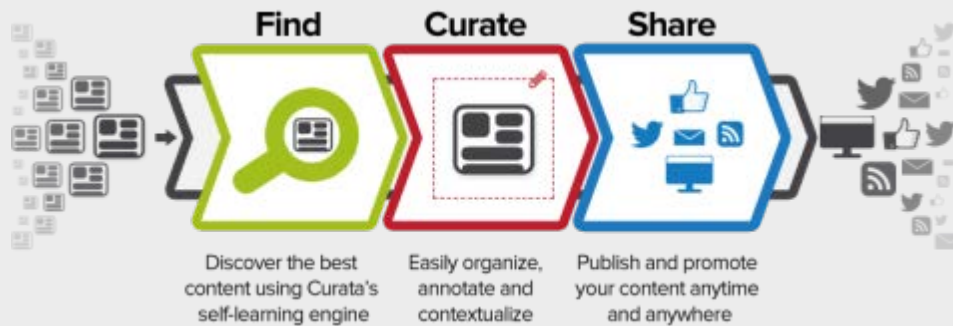 Find
Curate
Share
Discover the best
content using Curata's
self-learning engine
Easily organize,
annotate and
contextualize
Publish and promote
your content anytime
and anywhere